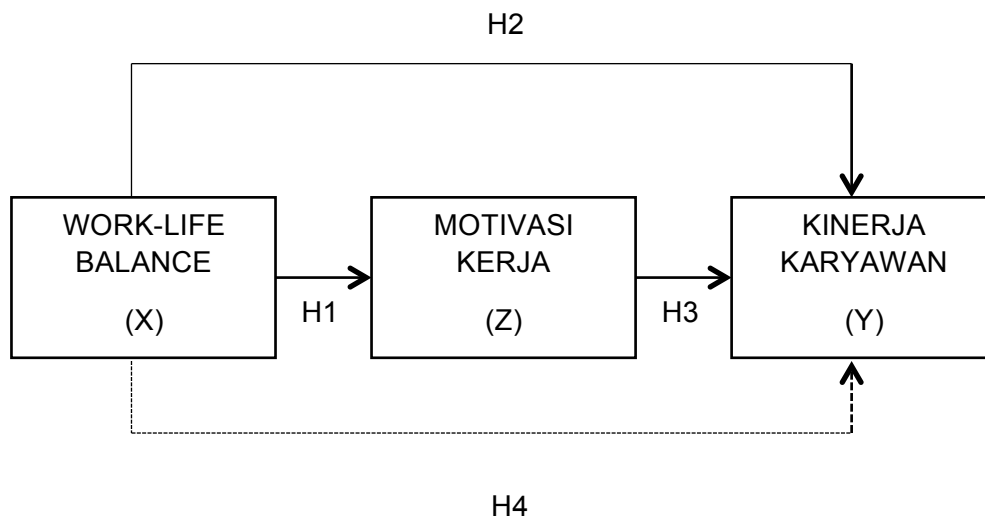 H2
WORK-LIFE
BALANCE
(X)
H1
MOTIVASI
KERJA
(Z)
H3
KINERJA
KARYAWAN
(Y)
H4